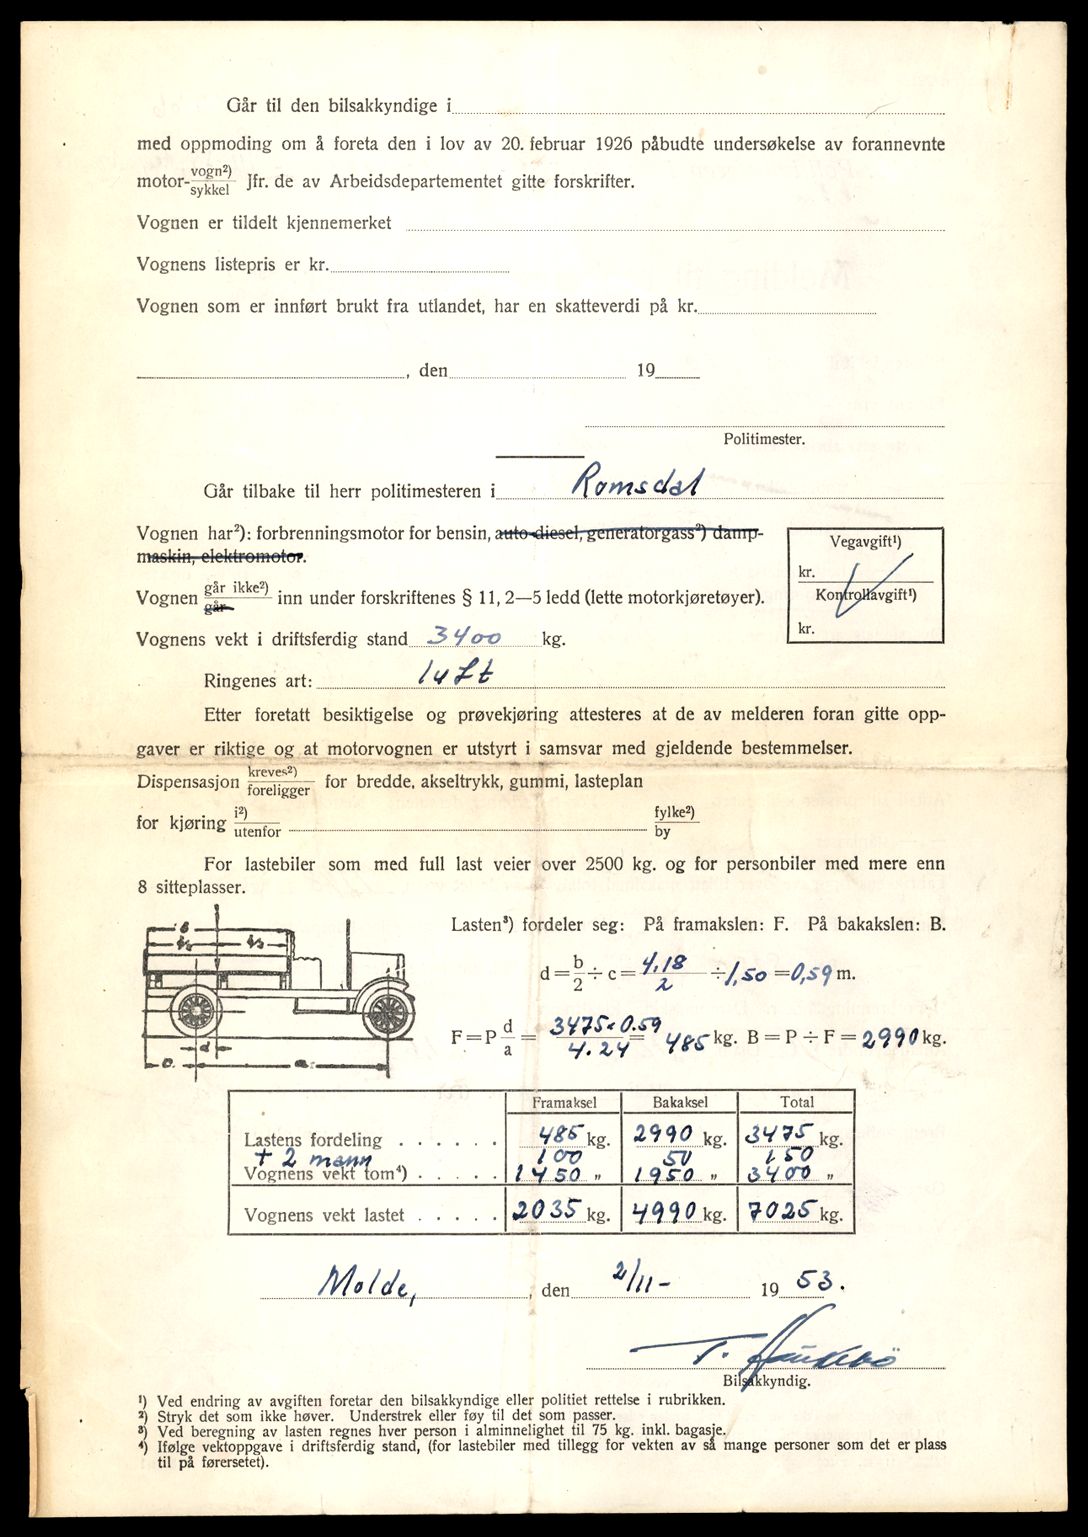 Går til den bilsakkyndige i
med oppmoding om å foreta den i lov av 20. februar 1926 påbudte undersøkelse av forannevnte
motor- vogn²) / sykkel Jfr. de av Arbeidsdepartementet gitte forskrifter.
Vognen er tildelt kjennemerket
Vognens listepris er kr.
Vognen som er innført brukt fra utlandet, har en skatteverdi på kr.
, den 19
Politimester.
Går tilbake til herr politimesteren i Romsdal
Vognen har²): forbrenningsmotor for bensin, auto-diesel, generatorgass²) damp-
maskin, elektromotor.
Vegavgift¹)
kr.
Kontrollavgift¹)
kr.
Vognen går ikke²) / går inn under forskriftenes § 11, 2—5 ledd (lette motorkjøretøyer).
Vognens vekt i driftsferdig stand 3400 kg.
Ringenes art: luft
Etter foretatt besiktigelse og prøvekjøring attesteres at de av melderen foran gitte opp-
gaver er riktige og at motorvognen er utstyrt i samsvar med gjeldende bestemmelser.
Dispensasjon kreves²) / foreligger for bredde, akseltrykk, gummi, lasteplan
for kjøring i²) / utenfor fylke²) / by
For lastebiler som med full last veier over 2500 kg. og for personbiler med mere enn
8 sitteplasser.
Lasten³) fordeler seg: På framakslen: F. På bakakslen: B.
d = b/2 ÷ c = 4,18/2 ÷ 1,50 = 0,59 m.
F = P d/a = 3475 × 0.59 / 4.24 = 485 kg. B = P ÷ F = 2990 kg.
b
b/2 b/2
d
c. a.
Framaksel Bakaksel Total
Lastens fordeling . . . . . . 485 kg. 2990 kg. 3475 kg.
+ 2 mann 100 50 150
Vognens vekt tom⁴) . . . . . 1450 „ 1950 „ 3400 „
Vognens vekt lastet . . . . . 2035 kg. 4990 kg. 7025 kg.
Molde, , den 2/11- 19 53.
T. Haukebö
Bilsakkyndig.
¹) Ved endring av avgiften foretar den bilsakkyndige eller politiet rettelse i rubrikken.
²) Stryk det som ikke høver. Understrek eller føy til det som passer.
³) Ved beregning av lasten regnes hver person i alminnelighet til 75 kg. inkl. bagasje.
⁴) Ifølge vektoppgave i driftsferdig stand, (for lastebiler med tillegg for vekten av så mange personer som det er plass
til på førersetet).